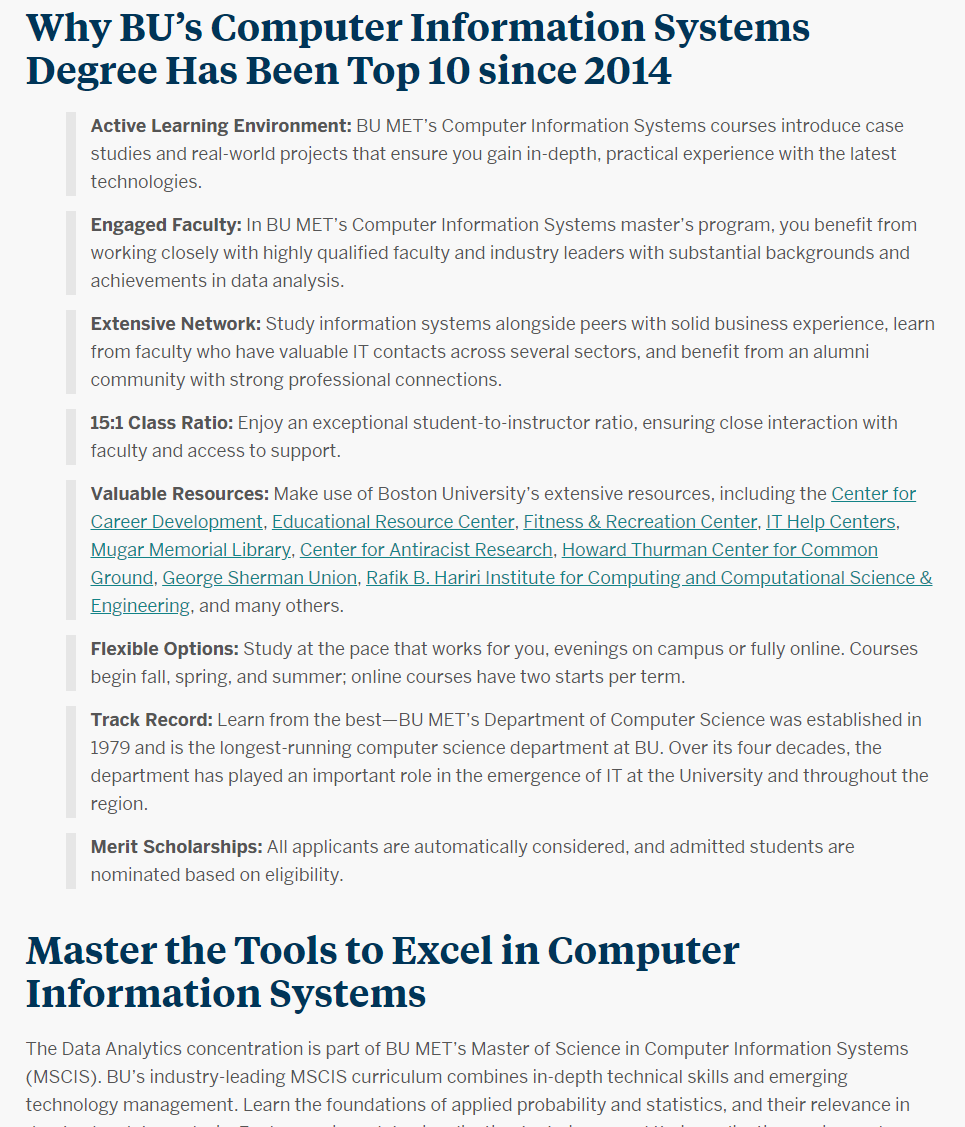 Why BU’s Computer Information Systems
Degree Has Been Top 10 since 2014
Active Learning Environment: BU MET’s Computer Information Systems courses introduce case
studies and real-world projects that ensure you gain in-depth, practical experience with the latest
technologies.
Engaged Faculty: In BU MET’s Computer Information Systems master’s program, you benefit from
working closely with highly qualified faculty and industry leaders with substantial backgrounds and
achievements in data analysis.
Extensive Network: Study information systems alongside peers with solid business experience, learn
from faculty who have valuable IT contacts across several sectors, and benefit from an alumni
community with strong professional connections.
15:1 Class Ratio: Enjoy an exceptional student-to-instructor ratio, ensuring close interaction with
faculty and access to support.
Valuable Resources: Make use of Boston University’s extensive resources, including the Center for
Career Development, Educational Resource Center, Fitness & Recreation Center, IT Help Centers,
Mugar Memorial Library, Center for Antiracist Research, Howard Thurman Center for Common
Ground, George Sherman Union, Rafik B. Hariri Institute for Computing and Computational Science &
Engineering, and many others.
Flexible Options: Study at the pace that works for you, evenings on campus or fully online. Courses
begin fall, spring, and summer; online courses have two starts per term.
Track Record: Learn from the best—BU MET’s Department of Computer Science was established in
1979 and is the longest-running computer science department at BU. Over its four decades, the
department has played an important role in the emergence of IT at the University and throughout the
region.
Merit Scholarships: All applicants are automatically considered, and admitted students are
nominated based on eligibility.
Master the Tools to Excel in Computer
Information Systems
The Data Analytics concentration is part of BU MET’s Master of Science in Computer Information Systems
(MSCIS). BU’s industry-leading MSCIS curriculum combines in-depth technical skills and emerging
technology management. Learn the foundations of applied probability and statistics, and their relevance in